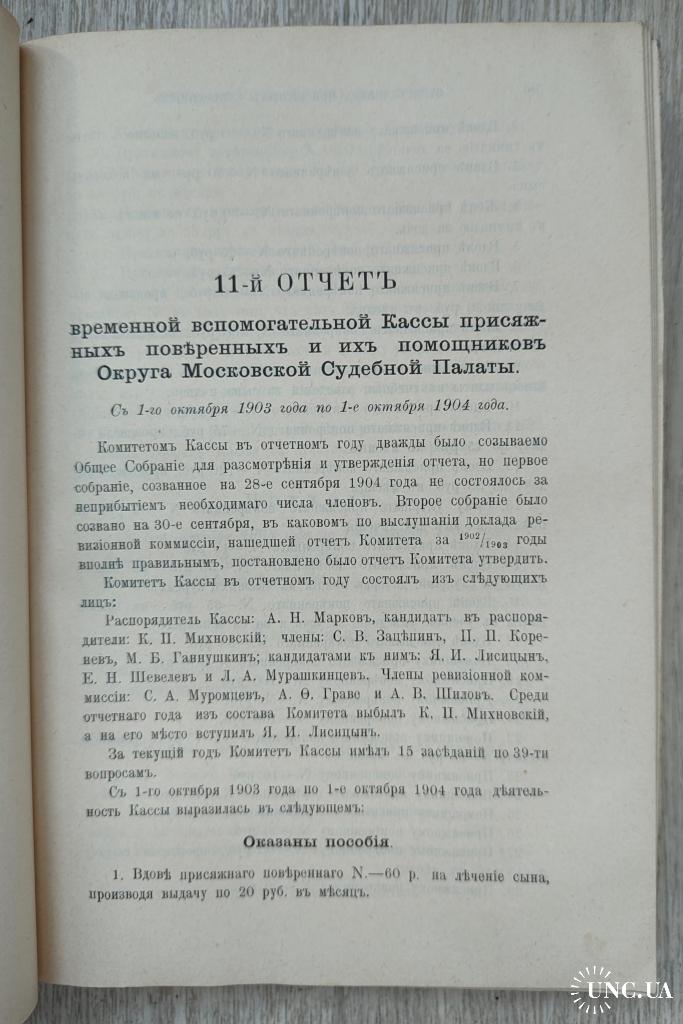 11-й ОТЧЕТЪ
временной вспомогательной Кассы присяж-
ныхъ повѣренныхъ и ихъ помощниковъ
Округа Московской Судебной Палаты.
Съ 1-го октября 1903 года по 1-е октября 1904 года.
Комитетомъ Кассы въ отчетномъ году дважды было созываемо
Общее Собраніе для разсмотрѣнія и утвержденія отчета, но первое
собраніе, созванное на 28-е сентября 1904 года не состоялось за
неприбытіемъ необходимаго числа членовъ. Второе собраніе было
созвано на 30-е сентября, въ каковомъ по выслушаніи доклада ре-
визіонной коммиссіи, нашедшей отчетъ Комитета за 1902/1903 годы
вполнѣ правильнымъ, постановлено было отчетъ Комитета утвердить.
Комитетъ Кассы въ отчетномъ году состоялъ изъ слѣдующихъ
лицъ:
Распорядитель Кассы: А. Н. Марковъ, кандидатъ въ распоря-
дители: К. П. Михновскій; члены: С. В. Зацѣпинъ, П. П. Коре-
невъ, М. Б. Ганнушкинъ; кандидатами къ нимъ: Я. И. Лисицынъ,
Е. Н. Шевелевъ и Л. А. Мурашкинцевъ. Члены ревизіонной ком-
миссіи: С. А. Муромцевъ, А. Ѳ. Граве и А. В. Шиловъ. Среди
отчетнаго года изъ состава Комитета выбылъ К. П. Михновскій,
а на его мѣсто вступилъ Я. И. Лисицынъ.
За текущій годъ Комитетъ Кассы имѣлъ 15 засѣданій по 39-ти
вопросамъ.
Съ 1-го октября 1903 года по 1-е октября 1904 года дѣятель-
ность Кассы выразилась въ слѣдующемъ:
Оказаны пособія.
1. Вдовѣ присяжнаго повѣреннаго N.—60 р. на лѣченіе сына,
производя выдачу по 20 руб. въ мѣсяцъ.
UNC.UA